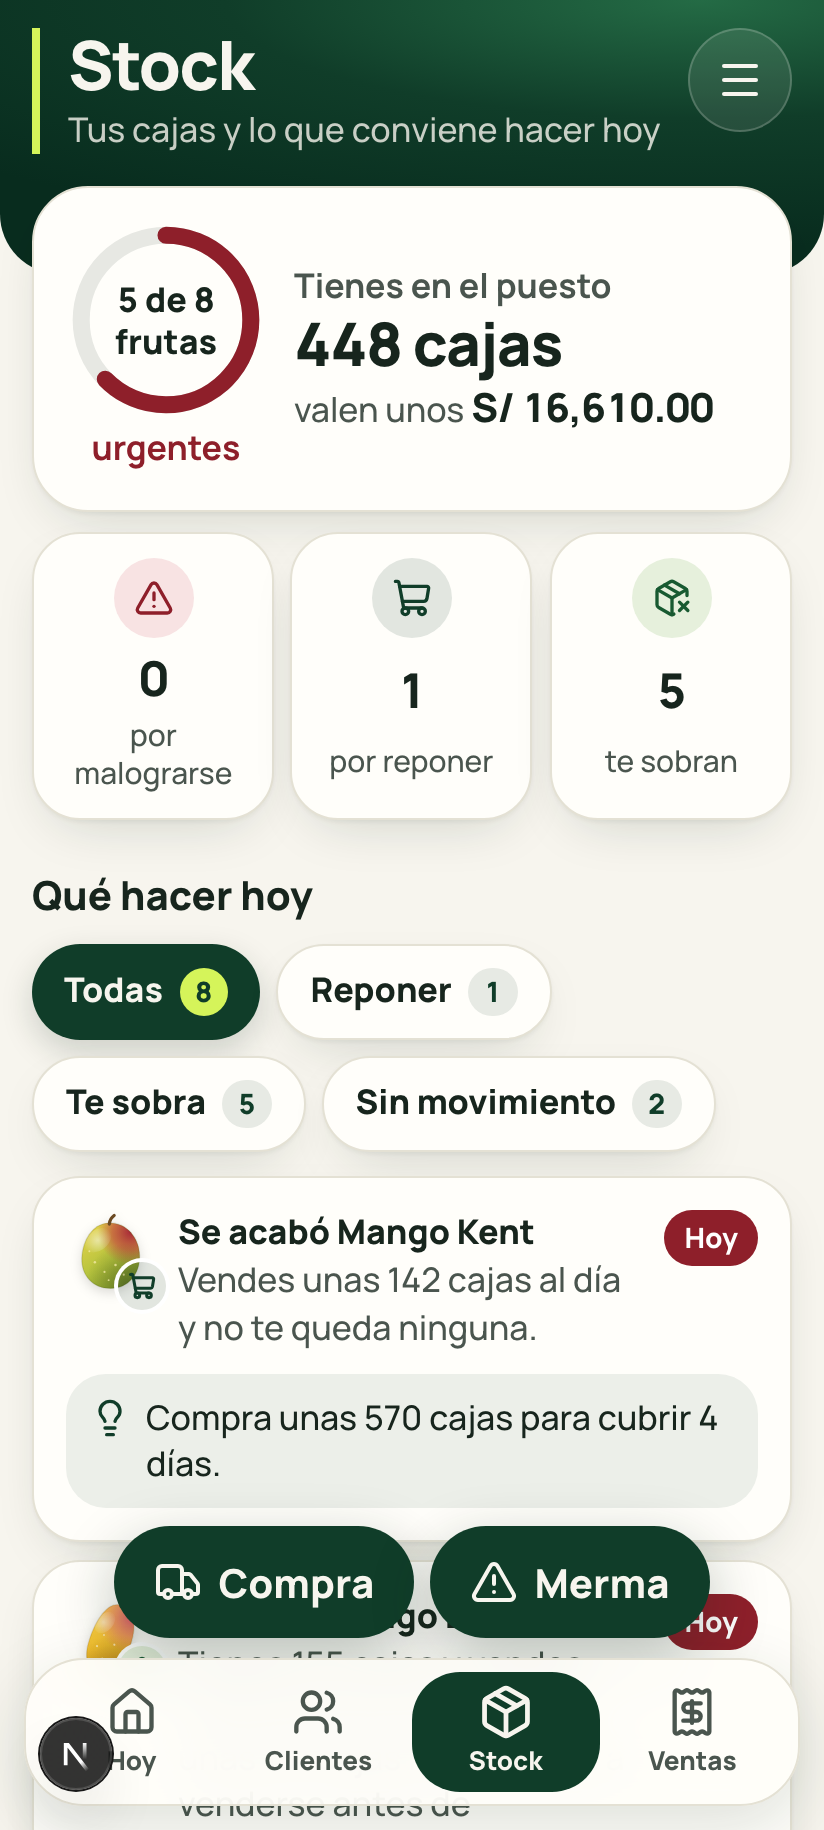 Stock
Tus cajas y lo que conviene hacer hoy
5 de 8
frutas
urgentes
Tienes en el puesto
448 cajas
valen unos S/ 16,610.00
0
por
malograrse
1
por reponer
5
te sobran
Qué hacer hoy
Todas 8
Reponer 1
Te sobra 5
Sin movimiento 2
Se acabó Mango Kent
Hoy
Vendes unas 142 cajas al día
y no te queda ninguna.
Compra unas 570 cajas para cubrir 4
días.
Compra
Merma
Hoy
N
Hoy
Clientes
Stock
Ventas
venderse antes de